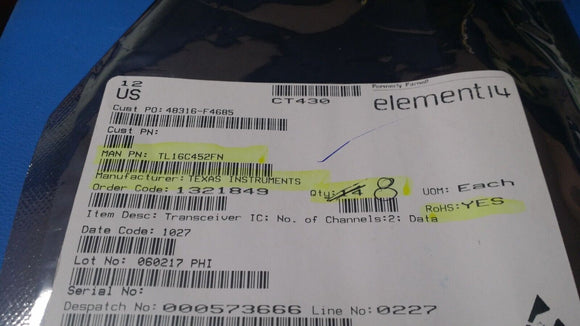 12
US
CT430
Formerly Farnell
element14
Cust PO: 48316-F4685
Cust PN:
MAN PN: TL16C452FN
Manufacturer: TEXAS INSTRUMENTS
Order Code: 1321849
Qty: 14 8
UOM: Each
RoHS: YES
Item Desc: Transceiver IC: No. of Channels:2: Data
Date Code: 1027
Lot No: 060217 PHI
Serial No:
Despatch No: 000573666 Line No: 0227